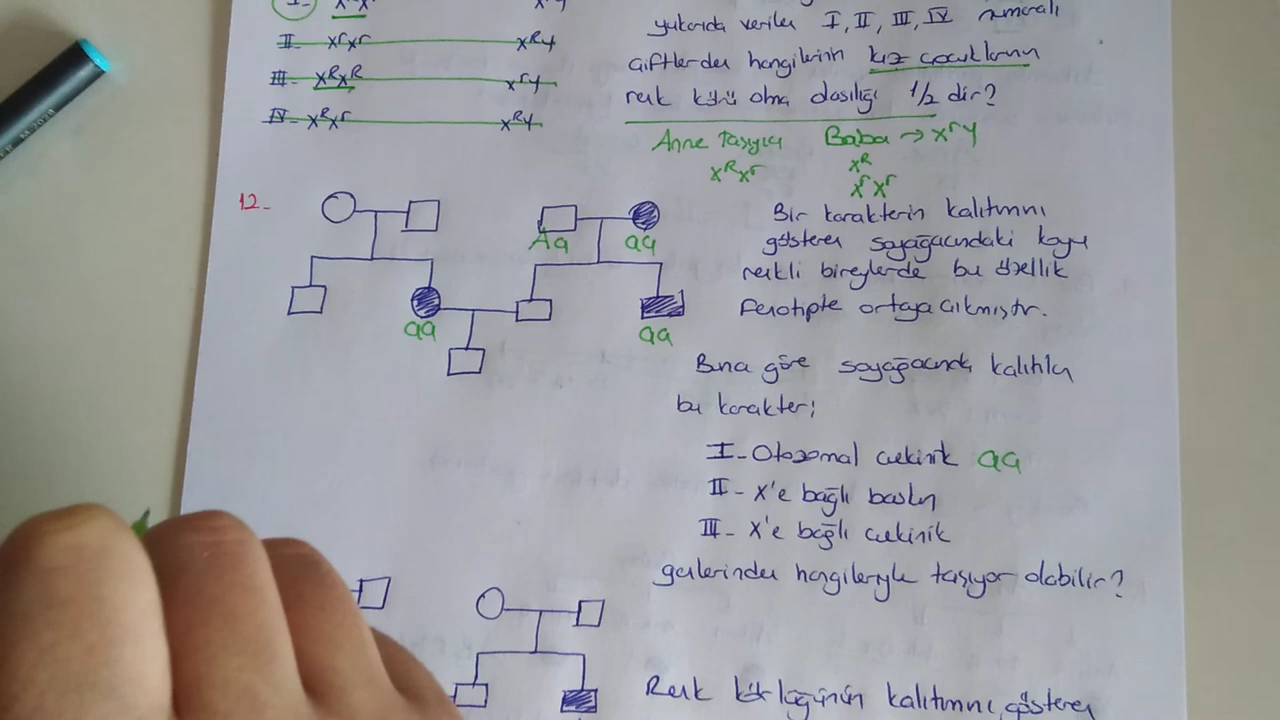 II- XʳXʳ XᴿY
III- XᴿXᴿ XʳY
IV- XᴿXʳ XᴿY
yukarıda verilen I, II, III, IV numaralı
çiftlerden hangilerinin kız çocuklarının
renk körü olma olasılığı 1/2 dir?
Anne Taşıyıcı Baba → XʳY
XᴿXʳ
Xᴿ
XʳXʳ
12-
Aa aa
aa aa
Bir karakterin kalıtımını
gösteren soyağacındaki koyu
renkli bireylerde bu özellik
fenotipte ortaya çıkmıştır.
Buna göre soyağacında kalıtılan
bu karakter;
I- Otozomal çekinik aa
II- X'e bağlı baskın
III- X'e bağlı çekinik
genlerinden hangileriyle taşınıyor olabilir?
Renk körlüğünün kalıtımını gösteren